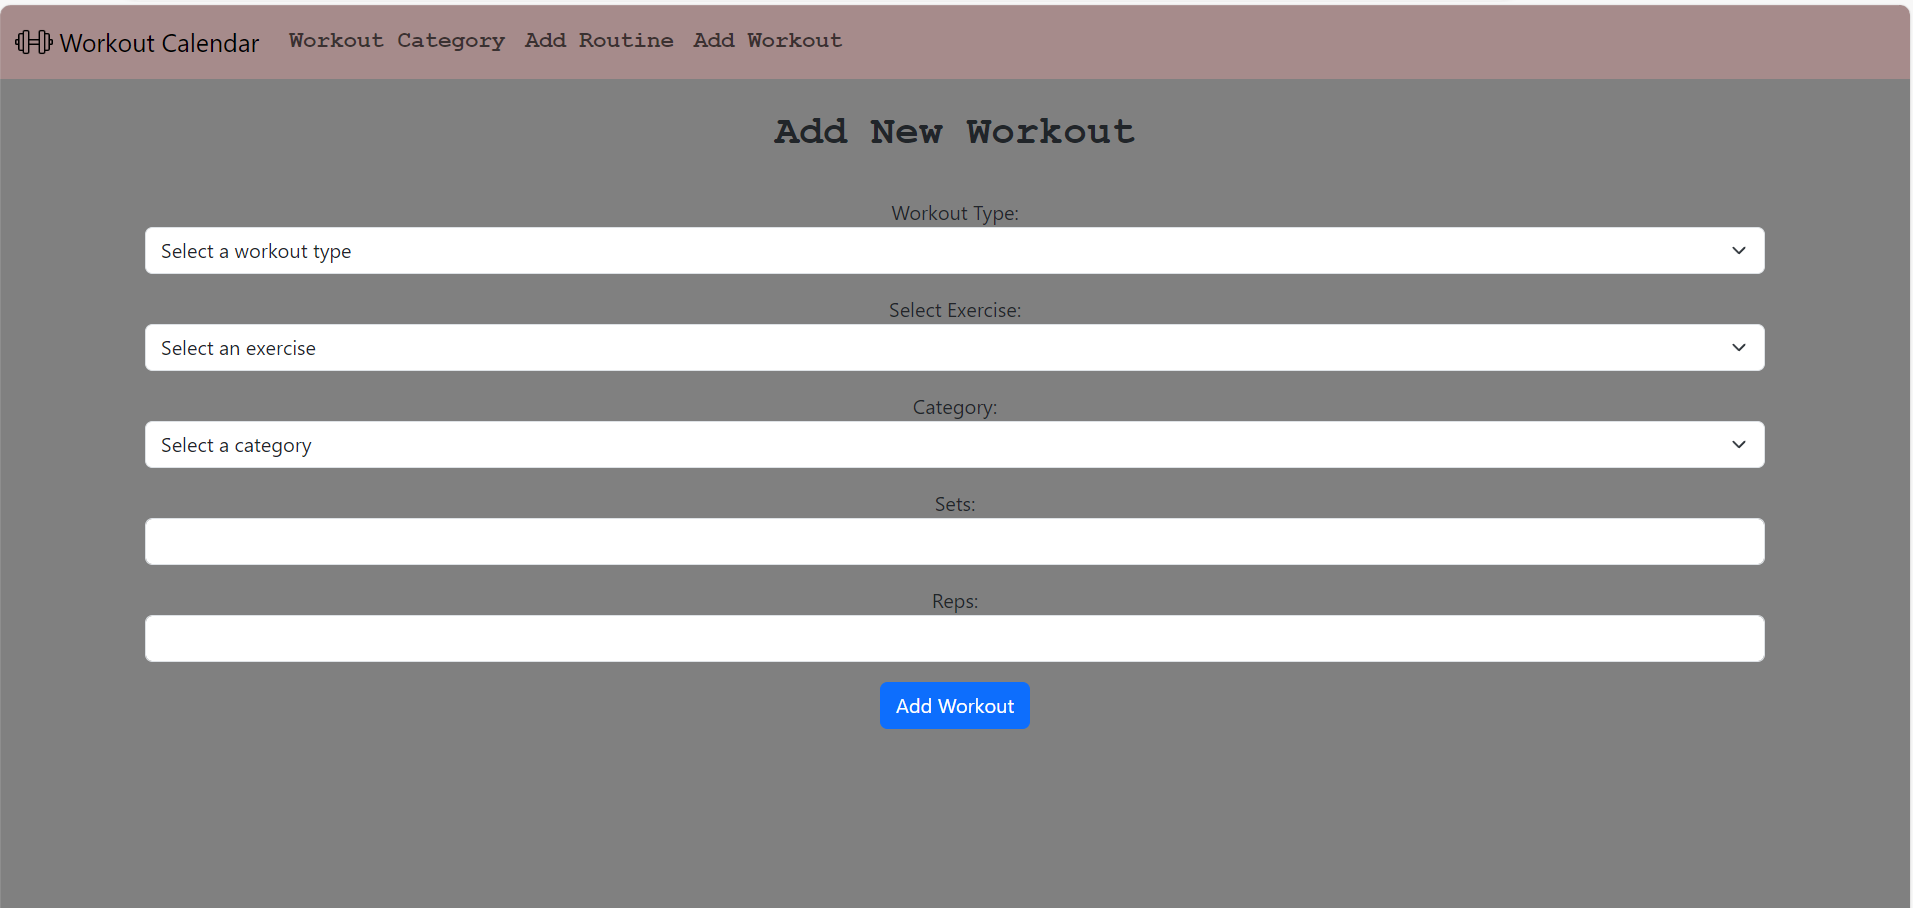 Workout Calendar Workout Category Add Routine Add Workout
Add New Workout
Workout Type:
Select a workout type
Select Exercise:
Select an exercise
Category:
Select a category
Sets:
Reps:
Add Workout